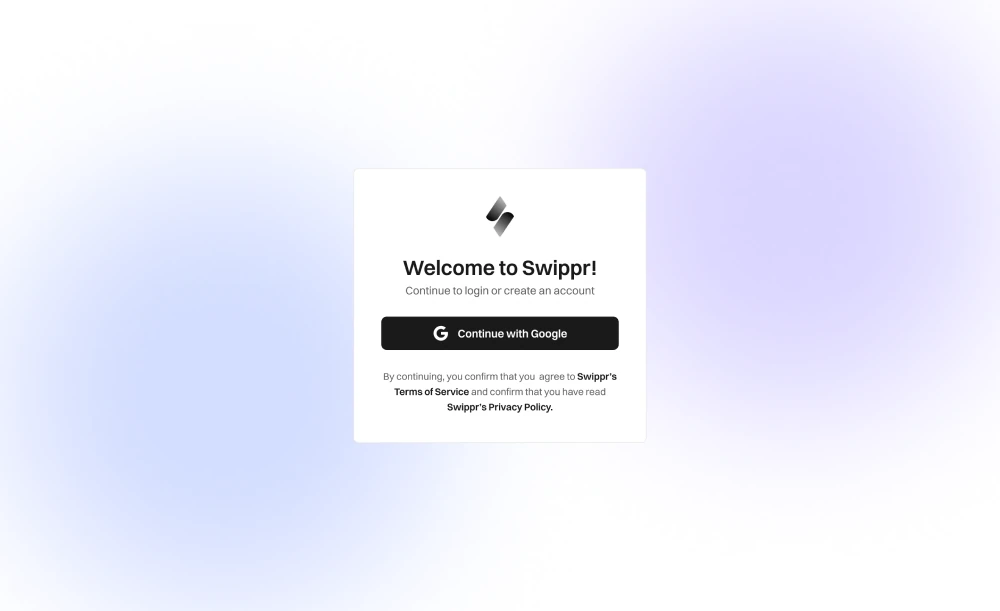 Welcome to Swippr!
Continue to login or create an account
Continue with Google
By continuing, you confirm that you  agree to Swippr's
Terms of Service and confirm that you have read
Swippr's Privacy Policy.